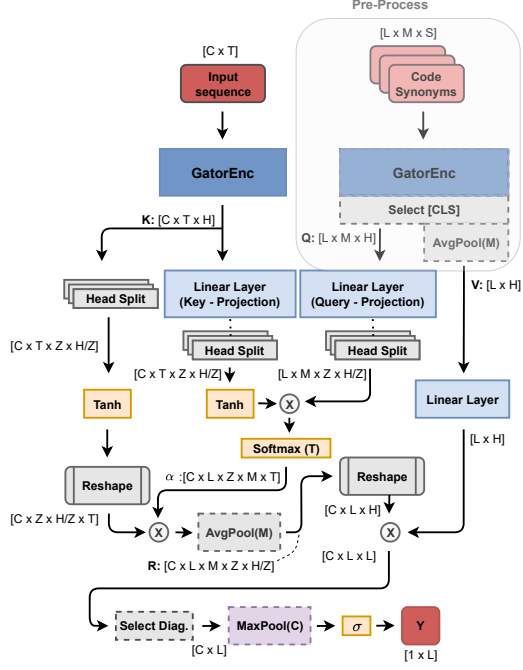 Pre-Process
[C x T]
[L x M x S]
Input
sequence
Code
Synonyms
GatorEnc
GatorEnc
Select [CLS]
K: [C x T x H]
Q: [L x M x H]
AvgPool(M)
V: [L x H]
Head Split
Linear Layer
(Key - Projection)
Linear Layer
(Query - Projection)
Head Split
Head Split
[C x T x Z x H/Z]
[C x T x Z x H/Z]
[L x M x Z x H/Z]
Tanh
Tanh
X
Linear Layer
Softmax (T)
[L x H]
Reshape
α :[C x L x Z x M x T]
Reshape
[C x Z x H/Z x T]
X
AvgPool(M)
[C x L x H]
X
R: [C x L x M x Z x H/Z]
[C x L x L]
Select Diag.
MaxPool(C)
σ
Y
[C x L]
[1 x L]